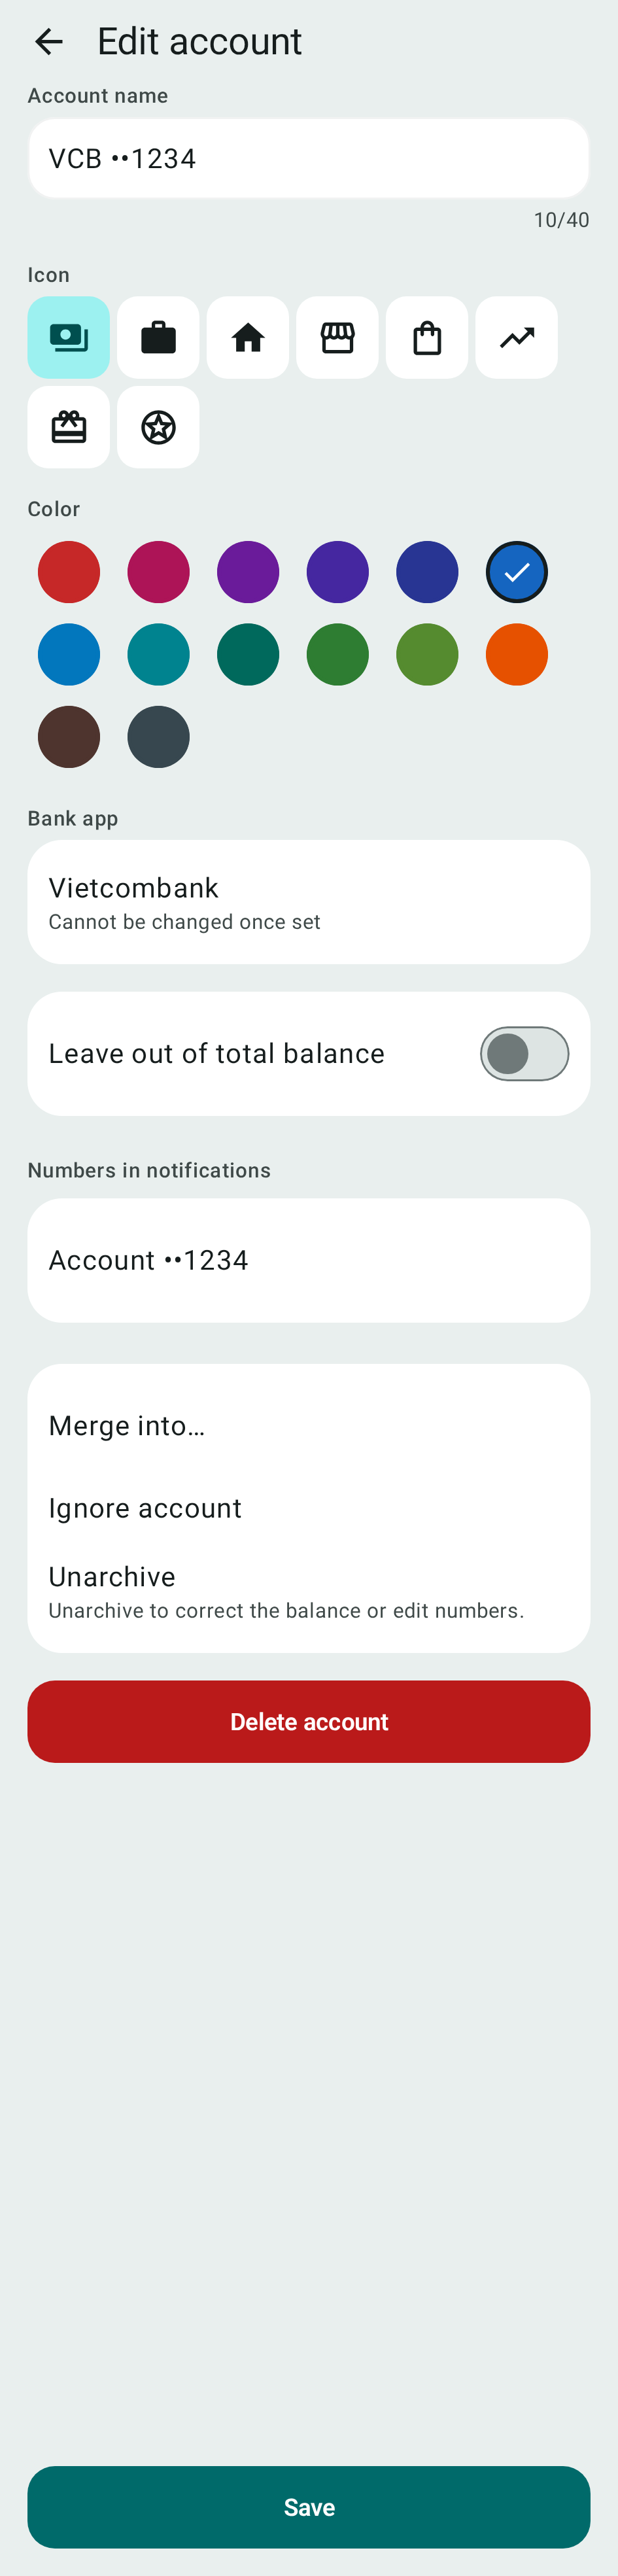 Edit account
Account name
VCB ••1234
10/40
Icon
Color
Bank app
Vietcombank
Cannot be changed once set
Leave out of total balance
Numbers in notifications
Account ••1234
Merge into…
Ignore account
Unarchive
Unarchive to correct the balance or edit numbers.
Delete account
Save